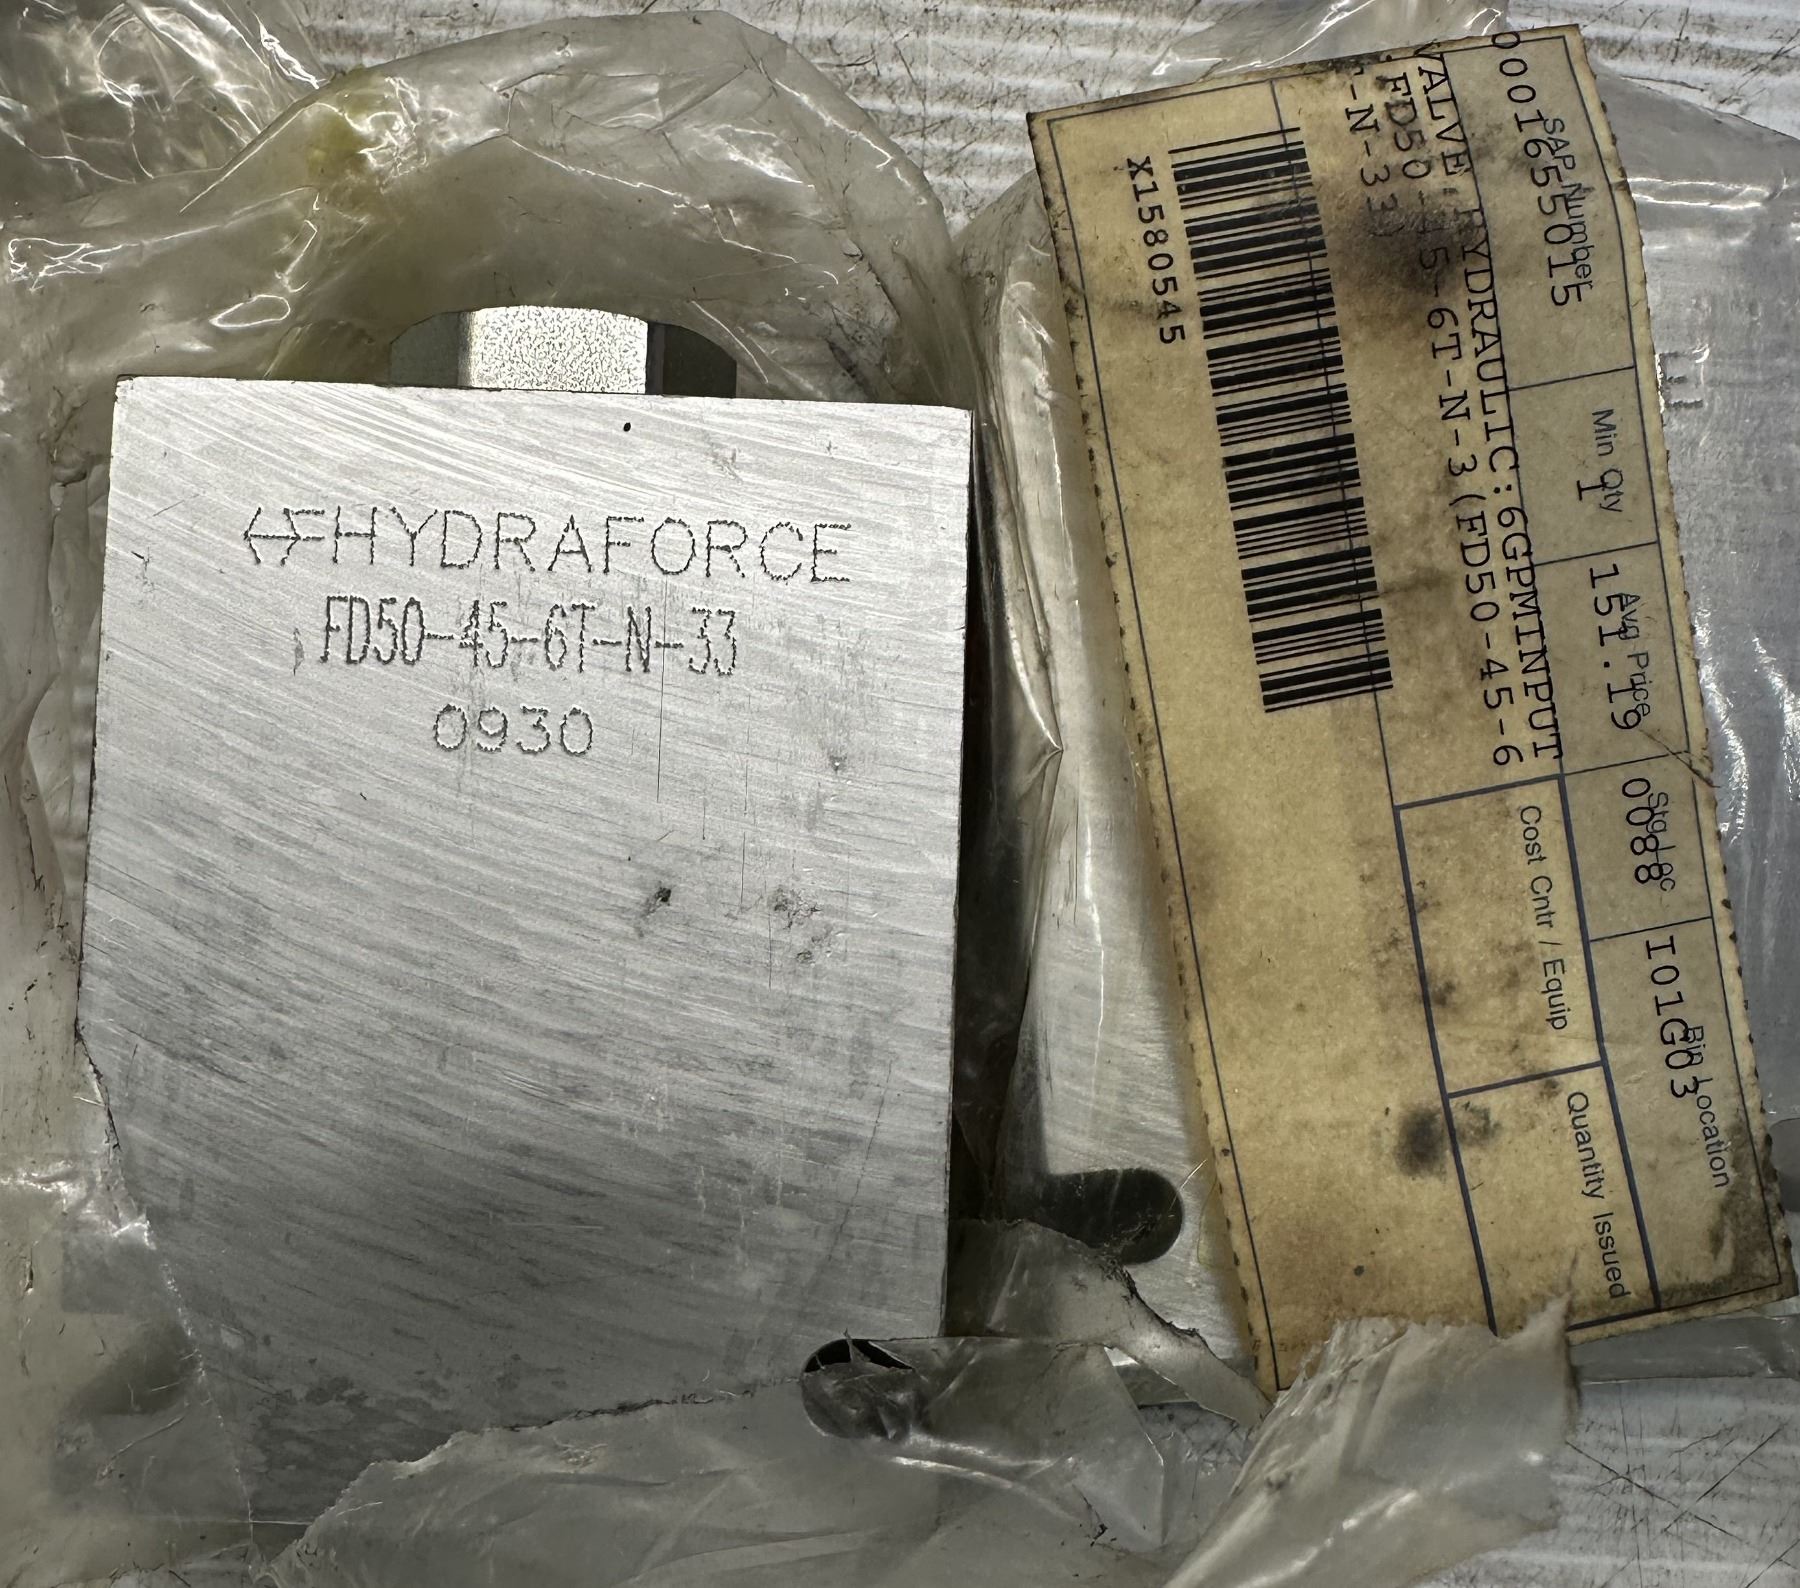 HYDRAFORCE
FD50-45-6T-N-33
0930
SAP Number
0001655015
Min Qty
1
Avg Price
151.19
Stg Loc
0088
Bin Location
I01G03
VALVE, HYDRAULIC:6GPMINPUT
,FD50-45-6T-N-3(FD50-45-6
T-N-33)
Cost Cntr / Equip
Quantity Issued
X1580545